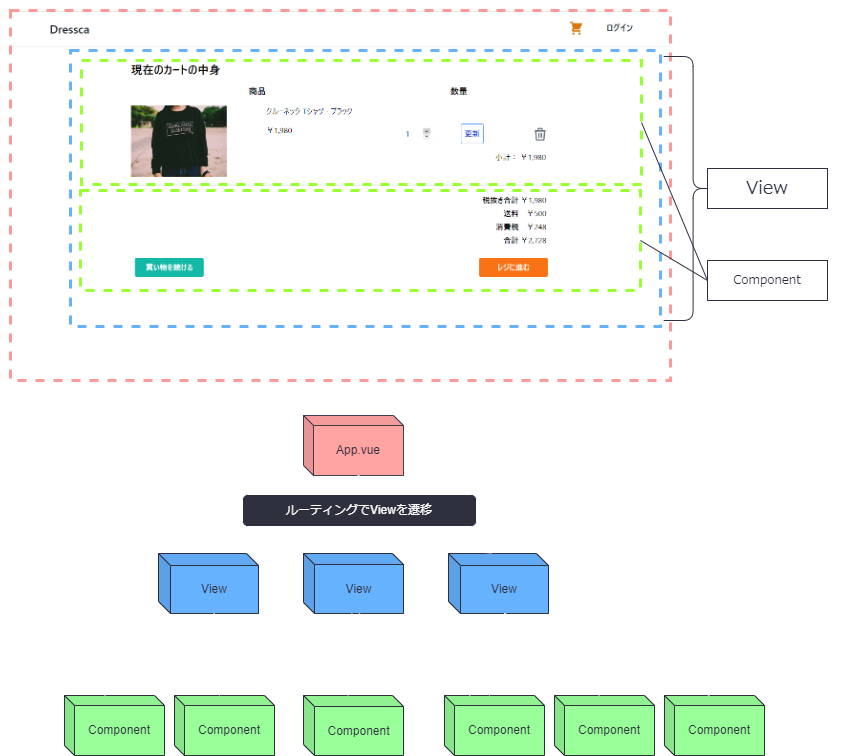 Dressca
ログイン
現在のカートの中身
商品
数量
クルーネック Tシャツ - ブラック
￥1,980
1
更新
小計： ￥1,980
税抜き合計 ￥1,980
送料 ￥500
消費税 ￥248
合計 ￥2,728
買い物を続ける
レジに進む
View
Component
App.vue
ルーティングでViewを遷移
View
View
View
Component
Component
Component
Component
Component
Component